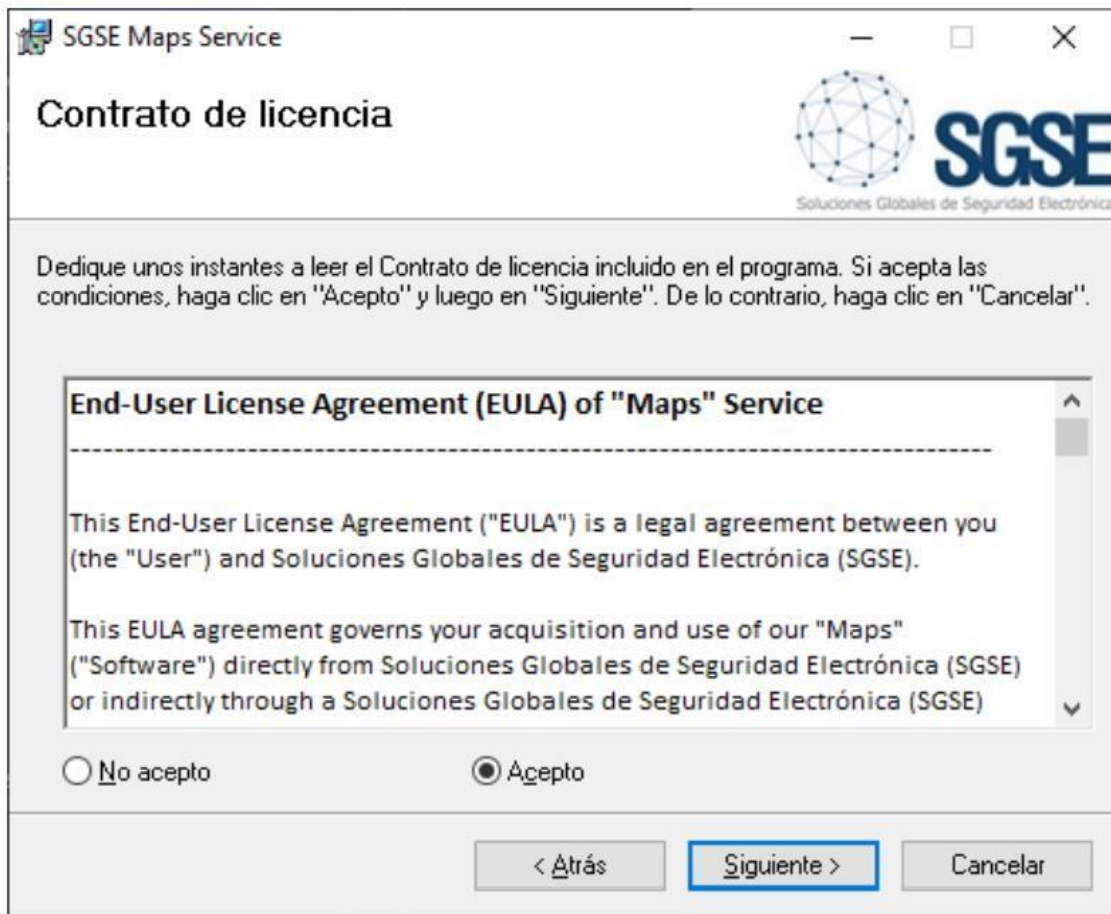 SGSE Maps Service
Contrato de licencia
SGSE
Soluciones Globales de Seguridad Electrónica
Dedique unos instantes a leer el Contrato de licencia incluido en el programa. Si acepta las
condiciones, haga clic en "Acepto" y luego en "Siguiente". De lo contrario, haga clic en "Cancelar".
End-User License Agreement (EULA) of "Maps" Service
--------------------------------------------------------------------------------
This End-User License Agreement ("EULA") is a legal agreement between you
(the "User") and Soluciones Globales de Seguridad Electrónica (SGSE).
This EULA agreement governs your acquisition and use of our "Maps"
("Software") directly from Soluciones Globales de Seguridad Electrónica (SGSE)
or indirectly through a Soluciones Globales de Seguridad Electrónica (SGSE)
No acepto
Acepto
< Atrás
Siguiente >
Cancelar